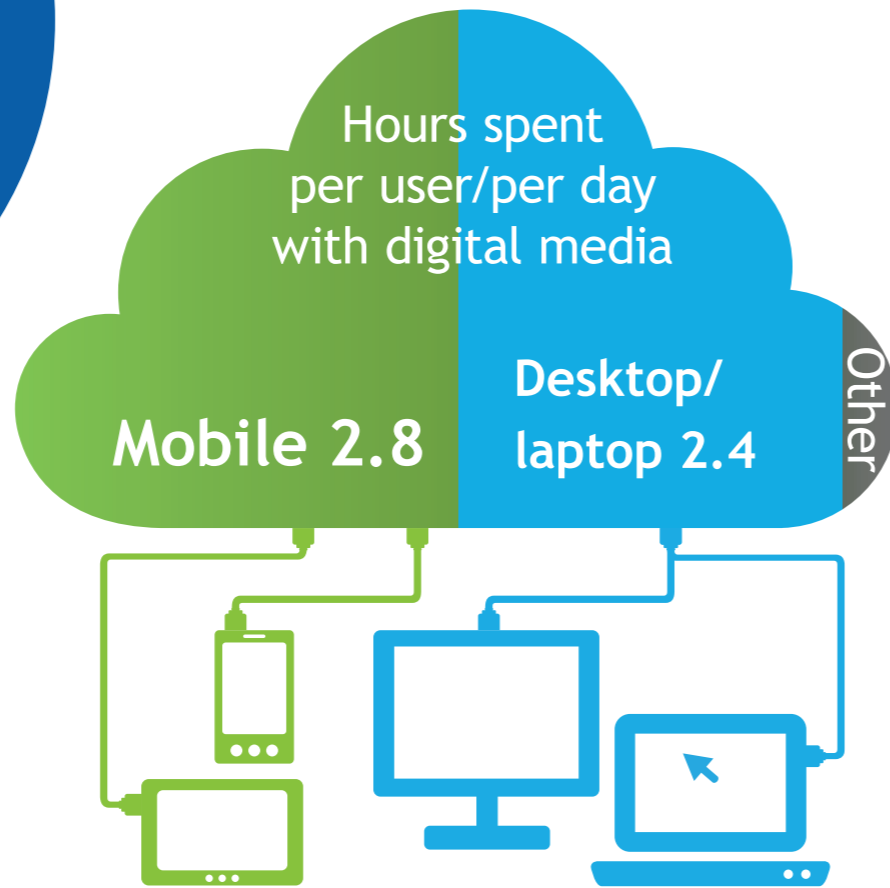 Hours spent
per user/per day
with digital media
Mobile 2.8
Desktop/
laptop 2.4
Other